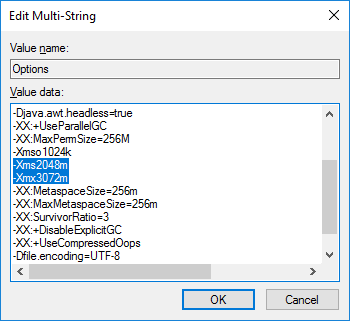 Edit Multi-String
Value name:
Options
Value data:
-Djava.awt.headless=true
-XX:+UseParallelGC
-XX:MaxPermSize=256M
-Xmso1024k
-Xms2048m
-Xmx3072m
-XX:MetaspaceSize=256m
-XX:MaxMetaspaceSize=256m
-XX:SurvivorRatio=3
-XX:+DisableExplicitGC
-XX:+UseCompressedOops
-Dfile.encoding=UTF-8
OK
Cancel